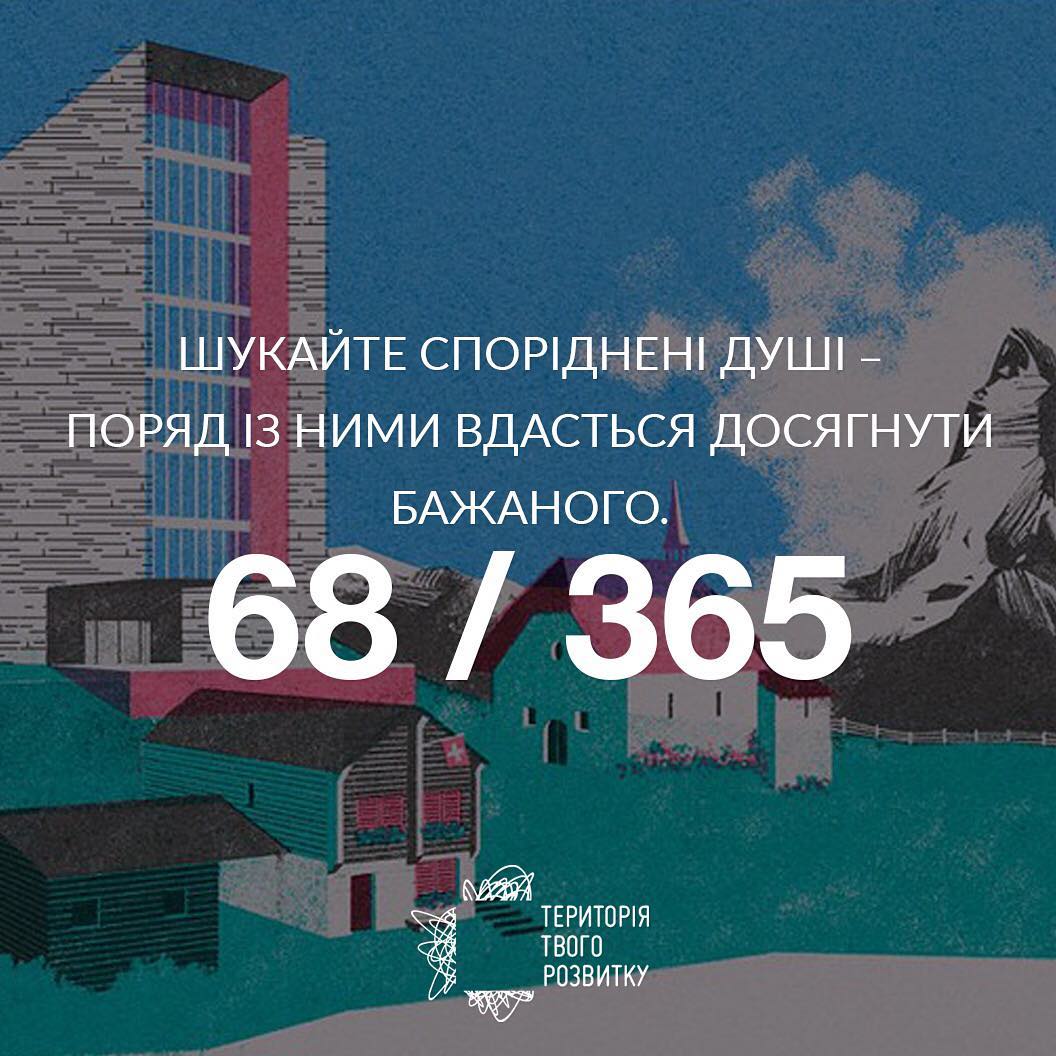 ШУКАЙТЕ СПОРІДНЕНІ ДУШІ –
ПОРЯД ІЗ НИМИ ВДАСТЬСЯ ДОСЯГНУТИ
БАЖАНОГО.
68 / 365
ТЕРИТОРІЯ
ТВОГО
РОЗВИТКУ